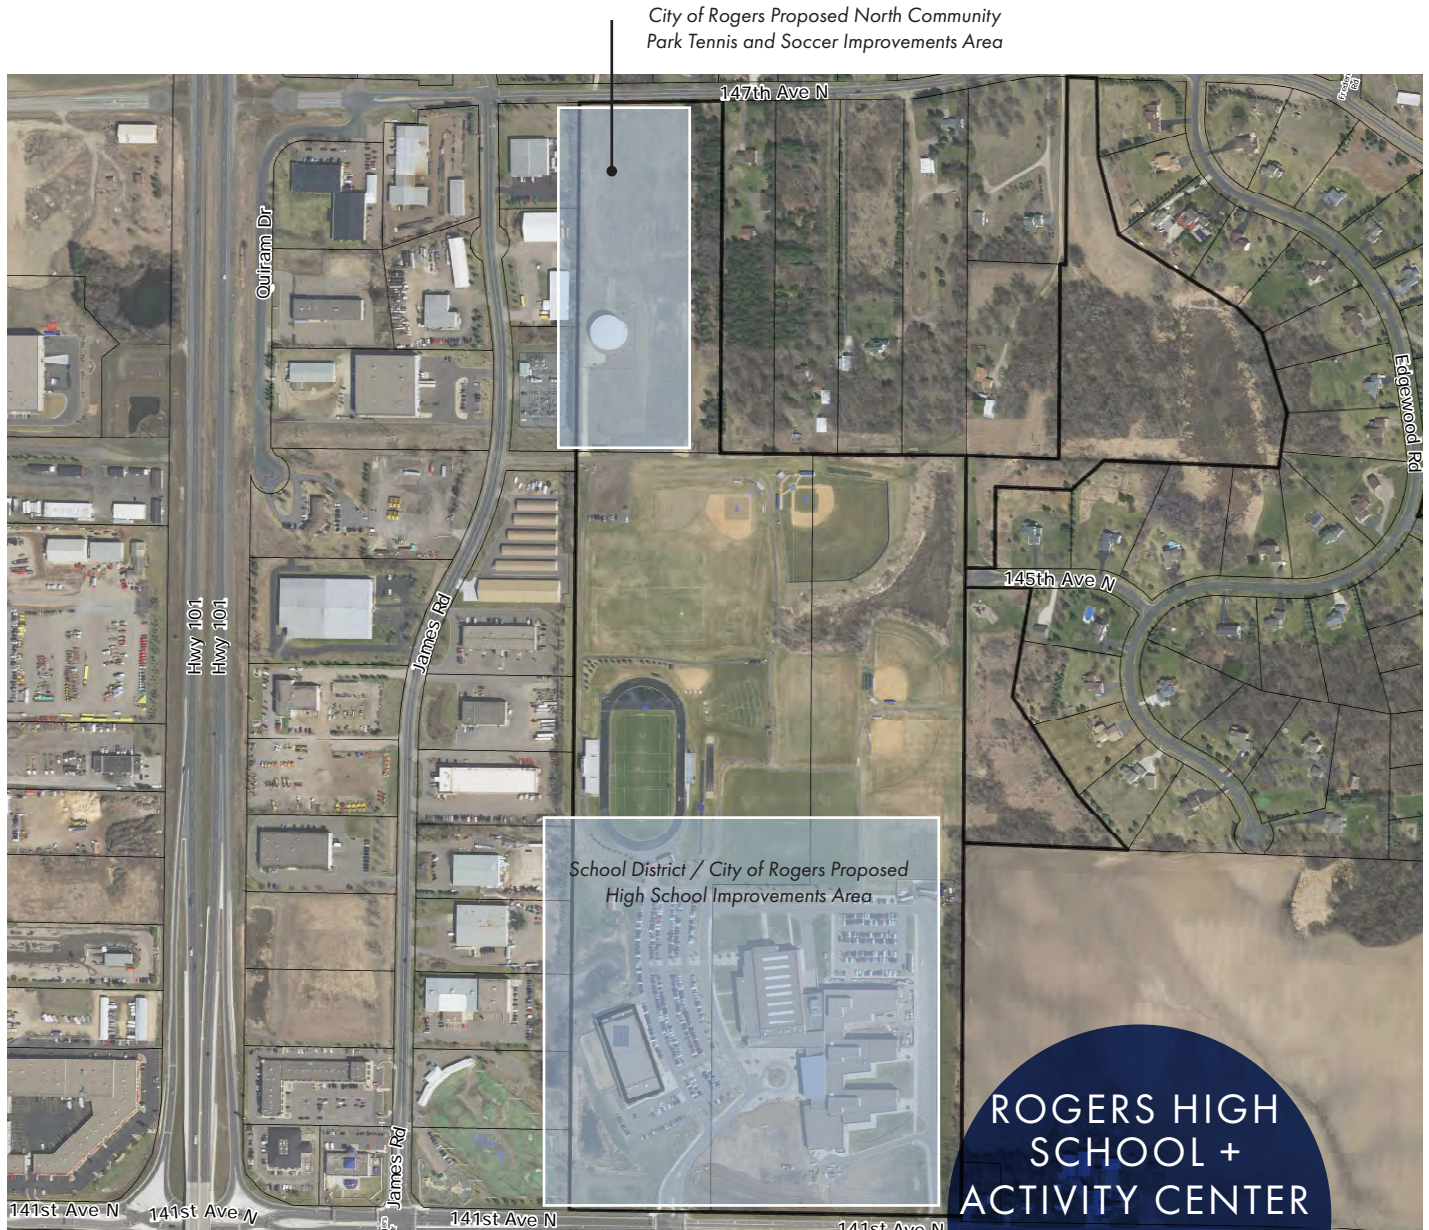 City of Rogers Proposed North Community
Park Tennis and Soccer Improvements Area
147th Ave N
Rd
Quiram Dr
Edgewood Rd
145th Ave N
Hwy 101
Hwy 101
James Rd
School District / City of Rogers Proposed
High School Improvements Area
ROGERS HIGH
SCHOOL +
ACTIVITY CENTER
James Rd
141st Ave N
141st Ave N
141st Ave N
141st Ave N